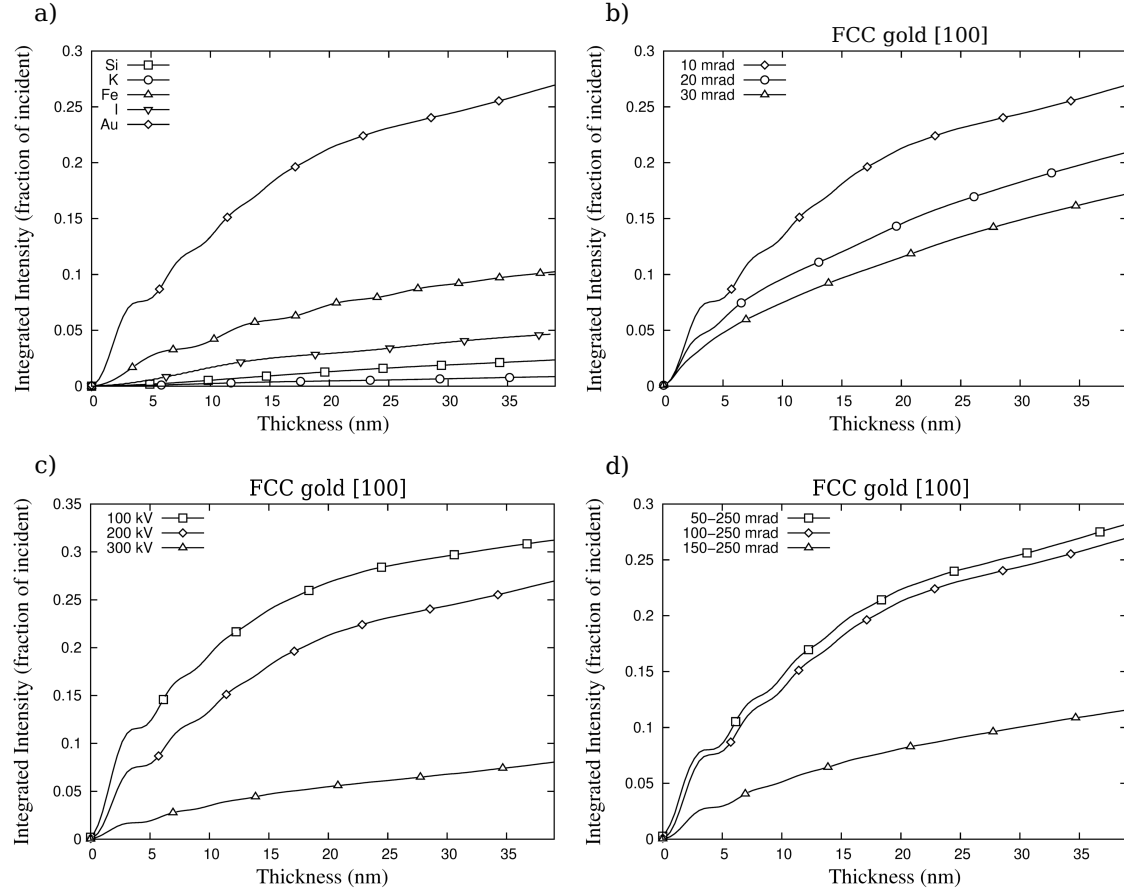 a)
Integrated Intensity (fraction of incident)
0.3
0.25
0.2
0.15
0.1
0.05
0
Si
K
Fe
I
Au
0 5 10 15 20 25 30 35
Thickness (nm)
b)
FCC gold [100]
Integrated Intensity (fraction of incident)
0.3
0.25
0.2
0.15
0.1
0.05
0
10 mrad
20 mrad
30 mrad
0 5 10 15 20 25 30 35
Thickness (nm)
c)
FCC gold [100]
Integrated Intensity (fraction of incident)
0.35
0.3
0.25
0.2
0.15
0.1
0.05
0
100 kV
200 kV
300 kV
0 5 10 15 20 25 30 35
Thickness (nm)
d)
FCC gold [100]
Integrated Intensity (fraction of incident)
0.3
0.25
0.2
0.15
0.1
0.05
0
50−250 mrad
100−250 mrad
150−250 mrad
0 5 10 15 20 25 30 35
Thickness (nm)